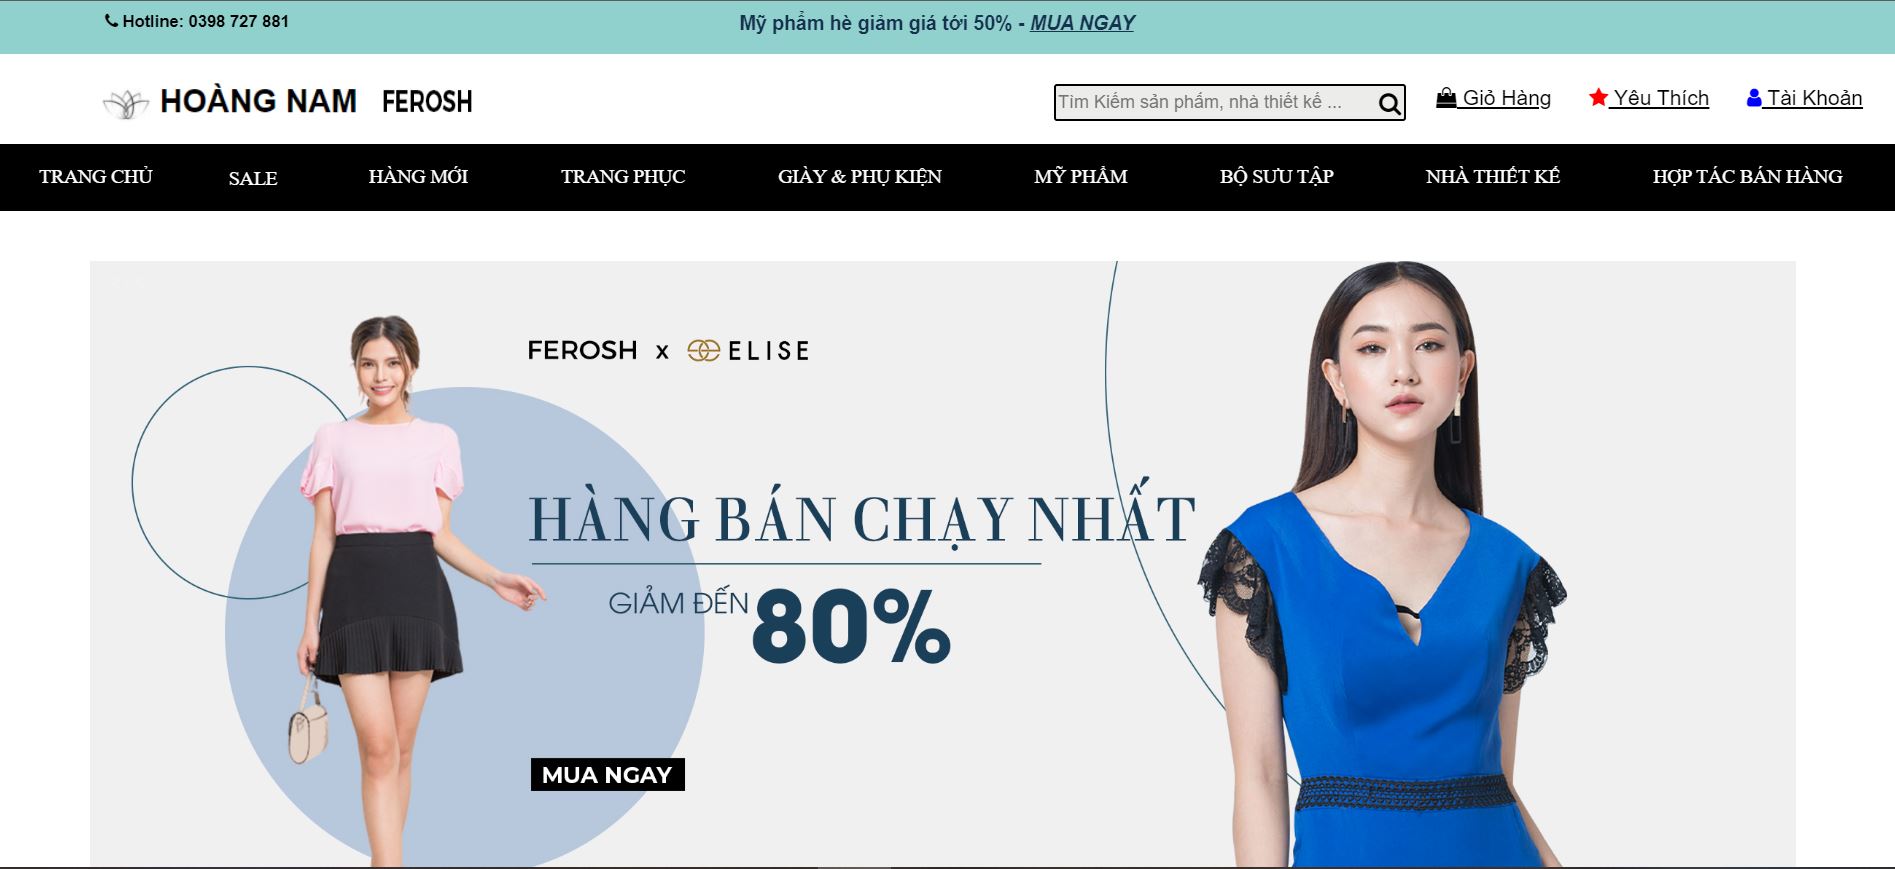 Hotline: 0398 727 881
Mỹ phẩm hè giảm giá tới 50% - MUA NGAY
HOÀNG NAM FEROSH
Tìm Kiếm sản phẩm, nhà thiết kế ...
Giỏ Hàng
Yêu Thích
Tài Khoản
TRANG CHỦ SALE HÀNG MỚI TRANG PHỤC GIÀY & PHỤ KIỆN MỸ PHẨM BỘ SƯU TẬP NHÀ THIẾT KẾ HỢP TÁC BÁN HÀNG
FEROSH x ELISE
HÀNG BÁN CHẠY NHẤT
GIẢM ĐẾN 80%
MUA NGAY